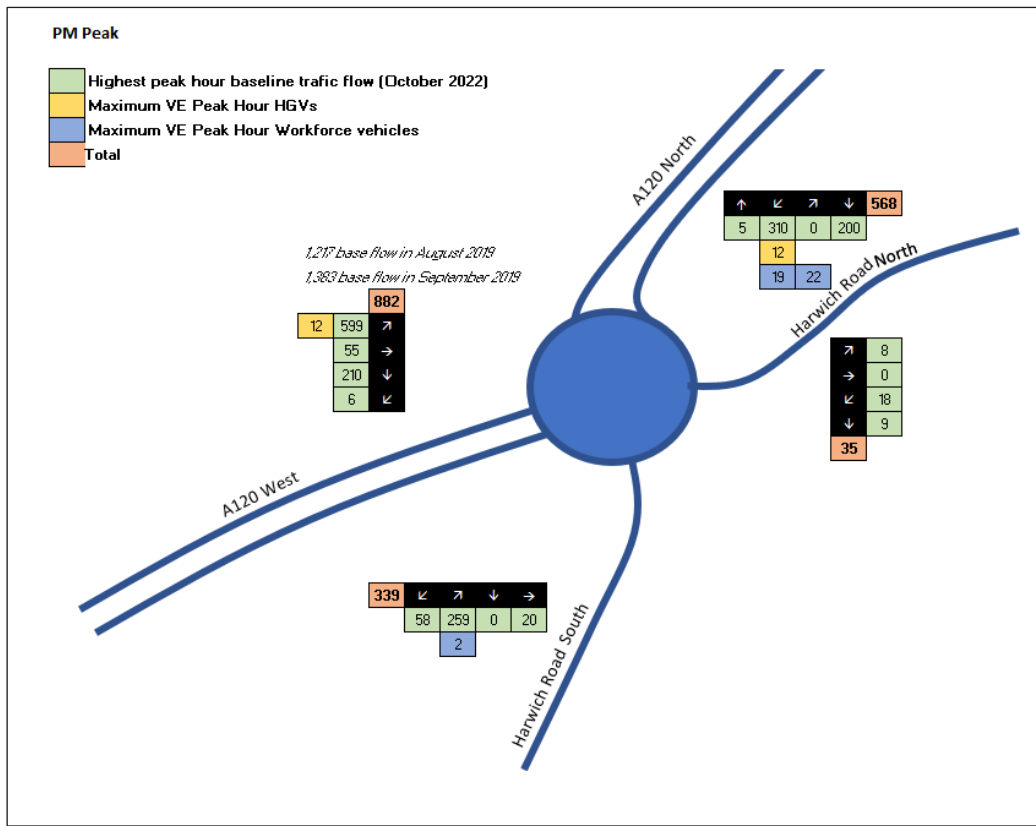 PM Peak
Highest peak hour baseline trafic flow (October 2022)
Maximum VE Peak Hour HGVs
Maximum VE Peak Hour Workforce vehicles
Total
A120 North
↑ ↙ ↗ ↓ 568
5 310 0 200
12
19 22
Harwich Road North
1,217 base flow in August 2019
1,383 base flow in September 2019
882
12 599 ↗
55 →
210 ↓
6 ↙
↗ 8
→ 0
↙ 18
↓ 9
35
A120 West
339 ↙ ↗ ↓ →
58 259 0 20
2
Harwich Road South